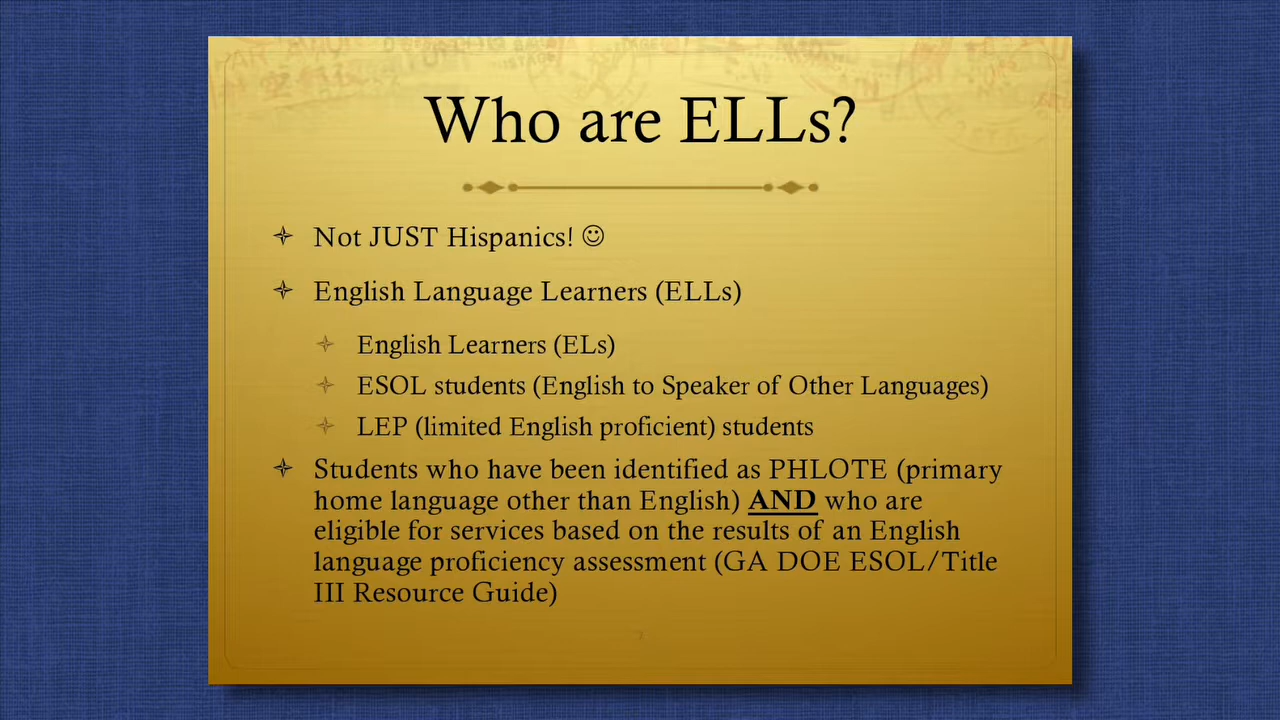 Who are ELLs?
Not JUST Hispanics! ☺
English Language Learners (ELLs)
English Learners (ELs)
ESOL students (English to Speaker of Other Languages)
LEP (limited English proficient) students
Students who have been identified as PHLOTE (primary
home language other than English) AND who are
eligible for services based on the results of an English
language proficiency assessment (GA DOE ESOL/Title
III Resource Guide)